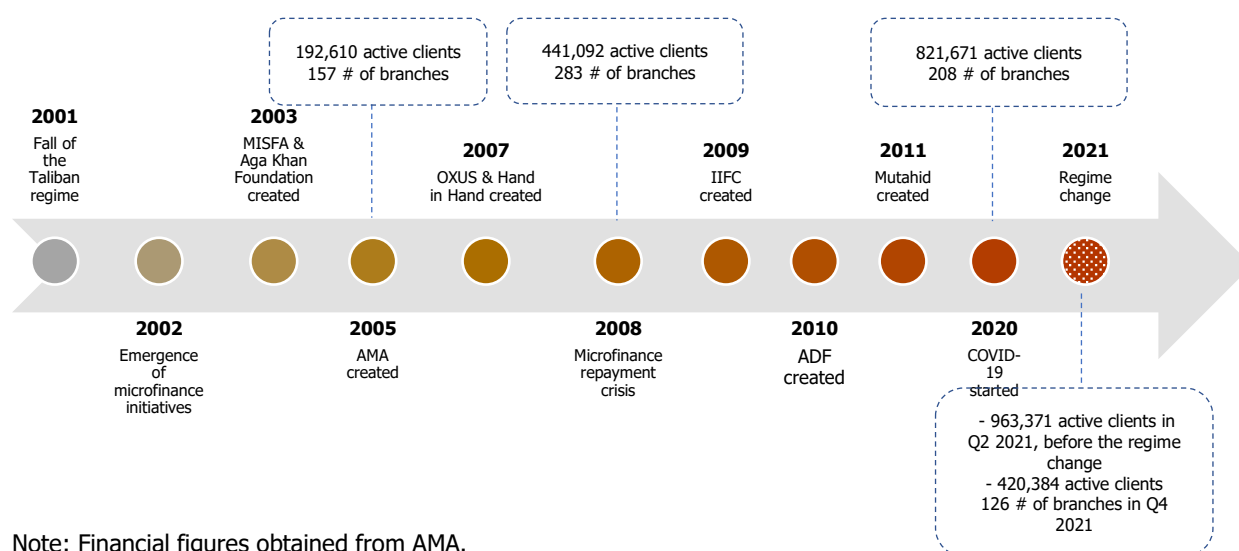 192,610 active clients
157 # of branches
441,092 active clients
283 # of branches
821,671 active clients
208 # of branches
2001
Fall of
the
Taliban
regime
2003
MISFA &
Aga Khan
Foundation
created
2007
OXUS & Hand
in Hand created
2009
IIFC
created
2011
Mutahid
created
2021
Regime
change
2002
Emergence
of
microfinance
initiatives
2005
AMA
created
2008
Microfinance
repayment
crisis
2010
ADF
created
2020
COVID-
19
started
- 963,371 active clients in
Q2 2021, before the regime
change
- 420,384 active clients
126 # of branches in Q4
2021
Note: Financial figures obtained from AMA.